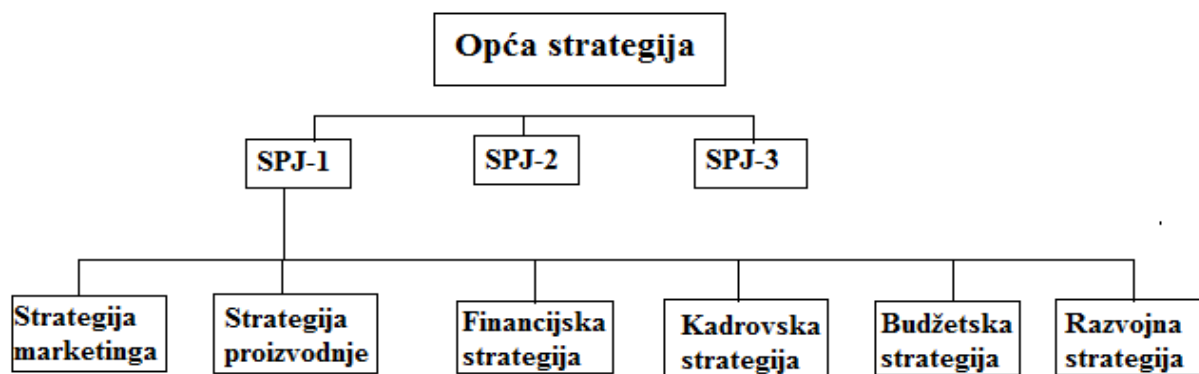 Opća strategija
SPJ-1
SPJ-2
SPJ-3
Strategija
marketinga
Strategija
proizvodnje
Financijska
strategija
Kadrovska
strategija
Budžetska
strategija
Razvojna
strategija